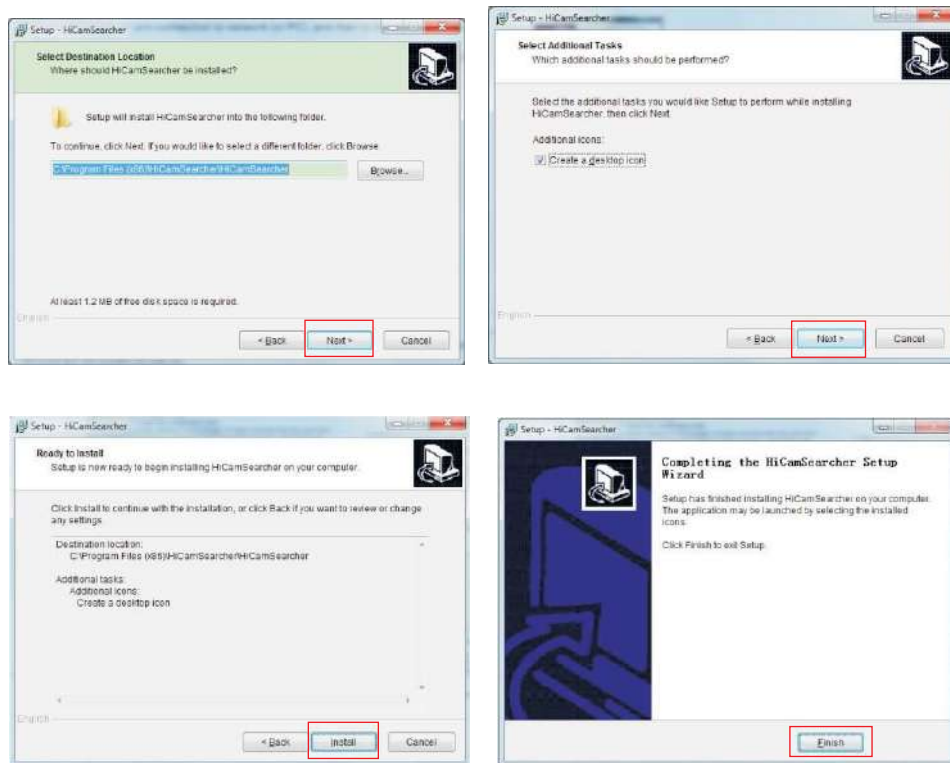 Setup - HiCamSearcher
Select Destination Location
Where should HiCamSearcher be installed?
Setup will install HiCamSearcher into the following folder.
To continue, click Next. If you would like to select a different folder, click Browse.
C:\Program Files (x86)\HiCamSearcher\HiCamSearcher
Browse...
At least 1.2 MB of free disk space is required.
English
< Back
Next >
Cancel
Setup - HiCamSearcher
Select Additional Tasks
Which additional tasks should be performed?
Select the additional tasks you would like Setup to perform while installing
HiCamSearcher, then click Next.
Additional icons:
Create a desktop icon
English
< Back
Next >
Cancel
Setup - HiCamSearcher
Ready to Install
Setup is now ready to begin installing HiCamSearcher on your computer.
Click Install to continue with the installation, or click Back if you want to review or change
any settings.
Destination location:
C:\Program Files (x86)\HiCamSearcher\HiCamSearcher
Additional tasks:
Additional icons:
Create a desktop icon
English
< Back
Install
Cancel
Setup - HiCamSearcher
Completing the HiCamSearcher Setup
Wizard
Setup has finished installing HiCamSearcher on your computer.
The application may be launched by selecting the installed
icons.
Click Finish to exit Setup.
Finish